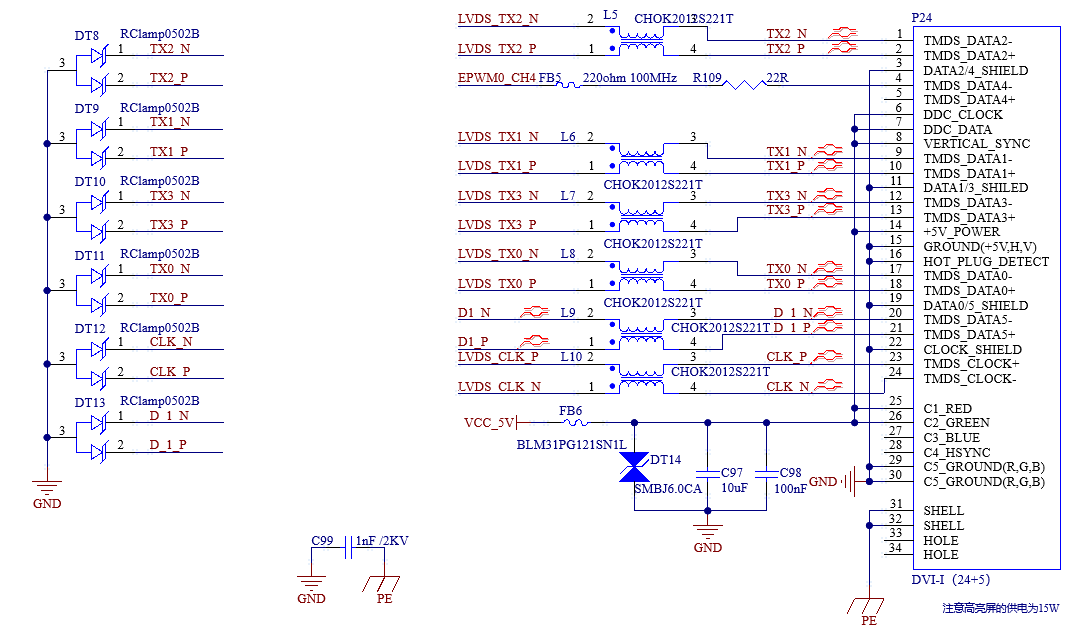 DT8 RClamp0502B
1 TX2_N
3
2 TX2_P
DT9 RClamp0502B
1 TX1_N
3
2 TX1_P
DT10 RClamp0502B
1 TX3_N
3
2 TX3_P
DT11 RClamp0502B
1 TX0_N
3
2 TX0_P
DT12 RClamp0502B
1 CLK_N
3
2 CLK_P
DT13 RClamp0502B
1 D_1_N
3
2 D_1_P
GND
C99 1nF /2KV
GND PE
LVDS_TX2_N 2 L5 CHOK2012S221T 3 TX2_N
LVDS_TX2_P 1 4 TX2_P
EPWM0_CH4 FB5 220ohm 100MHz R109 22R
LVDS_TX1_N L6 2 3 TX1_N
LVDS_TX1_P 1 4 TX1_P
CHOK2012S221T
LVDS_TX3_N L7 2 3 TX3_N
LVDS_TX3_P 1 4 TX3_P
CHOK2012S221T
LVDS_TX0_N L8 2 3 TX0_N
LVDS_TX0_P 1 4 TX0_P
CHOK2012S221T
D1_N L9 2 3 D_1_N
D1_P 1 4 D_1_P
CHOK2012S221T
LVDS_CLK_P L10 2 3 CLK_P
LVDS_CLK_N 1 4 CLK_N
CHOK2012S221T
VCC_5V FB6
BLM31PG121SN1L
DT14
SMBJ6.0CA
C97
10uF
C98
100nF
GND
GND
P24
1 TMDS_DATA2-
2 TMDS_DATA2+
3 DATA2/4_SHIELD
4 TMDS_DATA4-
5 TMDS_DATA4+
6 DDC_CLOCK
7 DDC_DATA
8 VERTICAL_SYNC
9 TMDS_DATA1-
10 TMDS_DATA1+
11 DATA1/3_SHILED
12 TMDS_DATA3-
13 TMDS_DATA3+
14 +5V_POWER
15 GROUND(+5V,H,V)
16 HOT_PLUG_DETECT
17 TMDS_DATA0-
18 TMDS_DATA0+
19 DATA0/5_SHIELD
20 TMDS_DATA5-
21 TMDS_DATA5+
22 CLOCK_SHIELD
23 TMDS_CLOCK+
24 TMDS_CLOCK-
25 C1_RED
26 C2_GREEN
27 C3_BLUE
28 C4_HSYNC
29 C5_GROUND(R,G,B)
30 C5_GROUND(R,G,B)
31 SHELL
32 SHELL
33 HOLE
34 HOLE
DVI-I (24+5)
PE
注意高亮屏的供电为15W